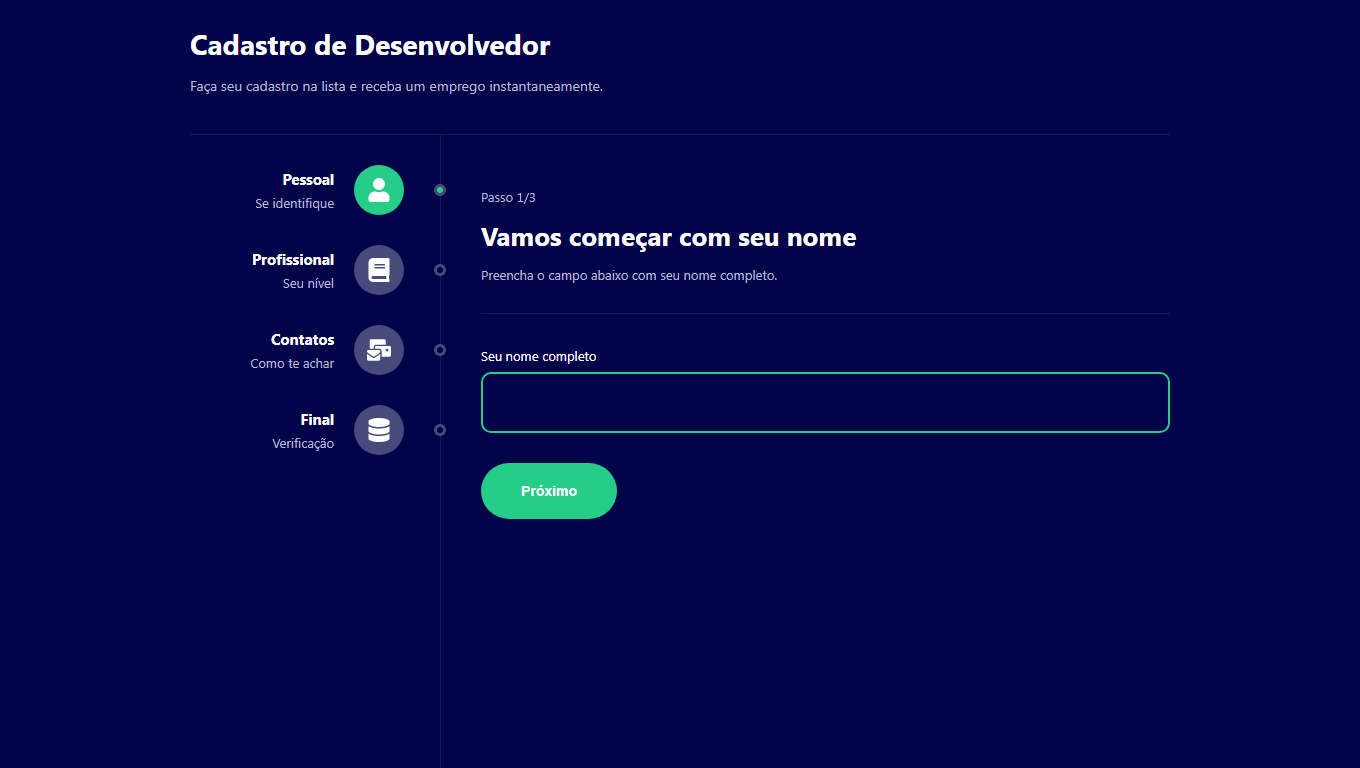 Cadastro de Desenvolvedor
Faça seu cadastro na lista e receba um emprego instantaneamente.
Pessoal
Se identifique
Profissional
Seu nível
Contatos
Como te achar
Final
Verificação
Passo 1/3
Vamos começar com seu nome
Preencha o campo abaixo com seu nome completo.
Seu nome completo
Próximo